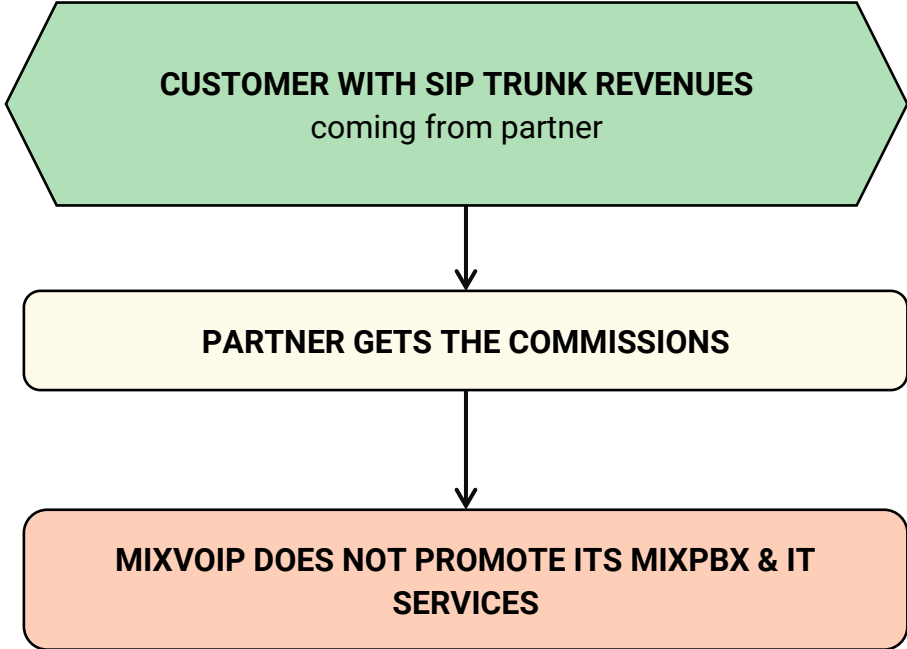 CUSTOMER WITH SIP TRUNK REVENUES
coming from partner
PARTNER GETS THE COMMISSIONS
MIXVOIP DOES NOT PROMOTE ITS MIXPBX & IT
SERVICES